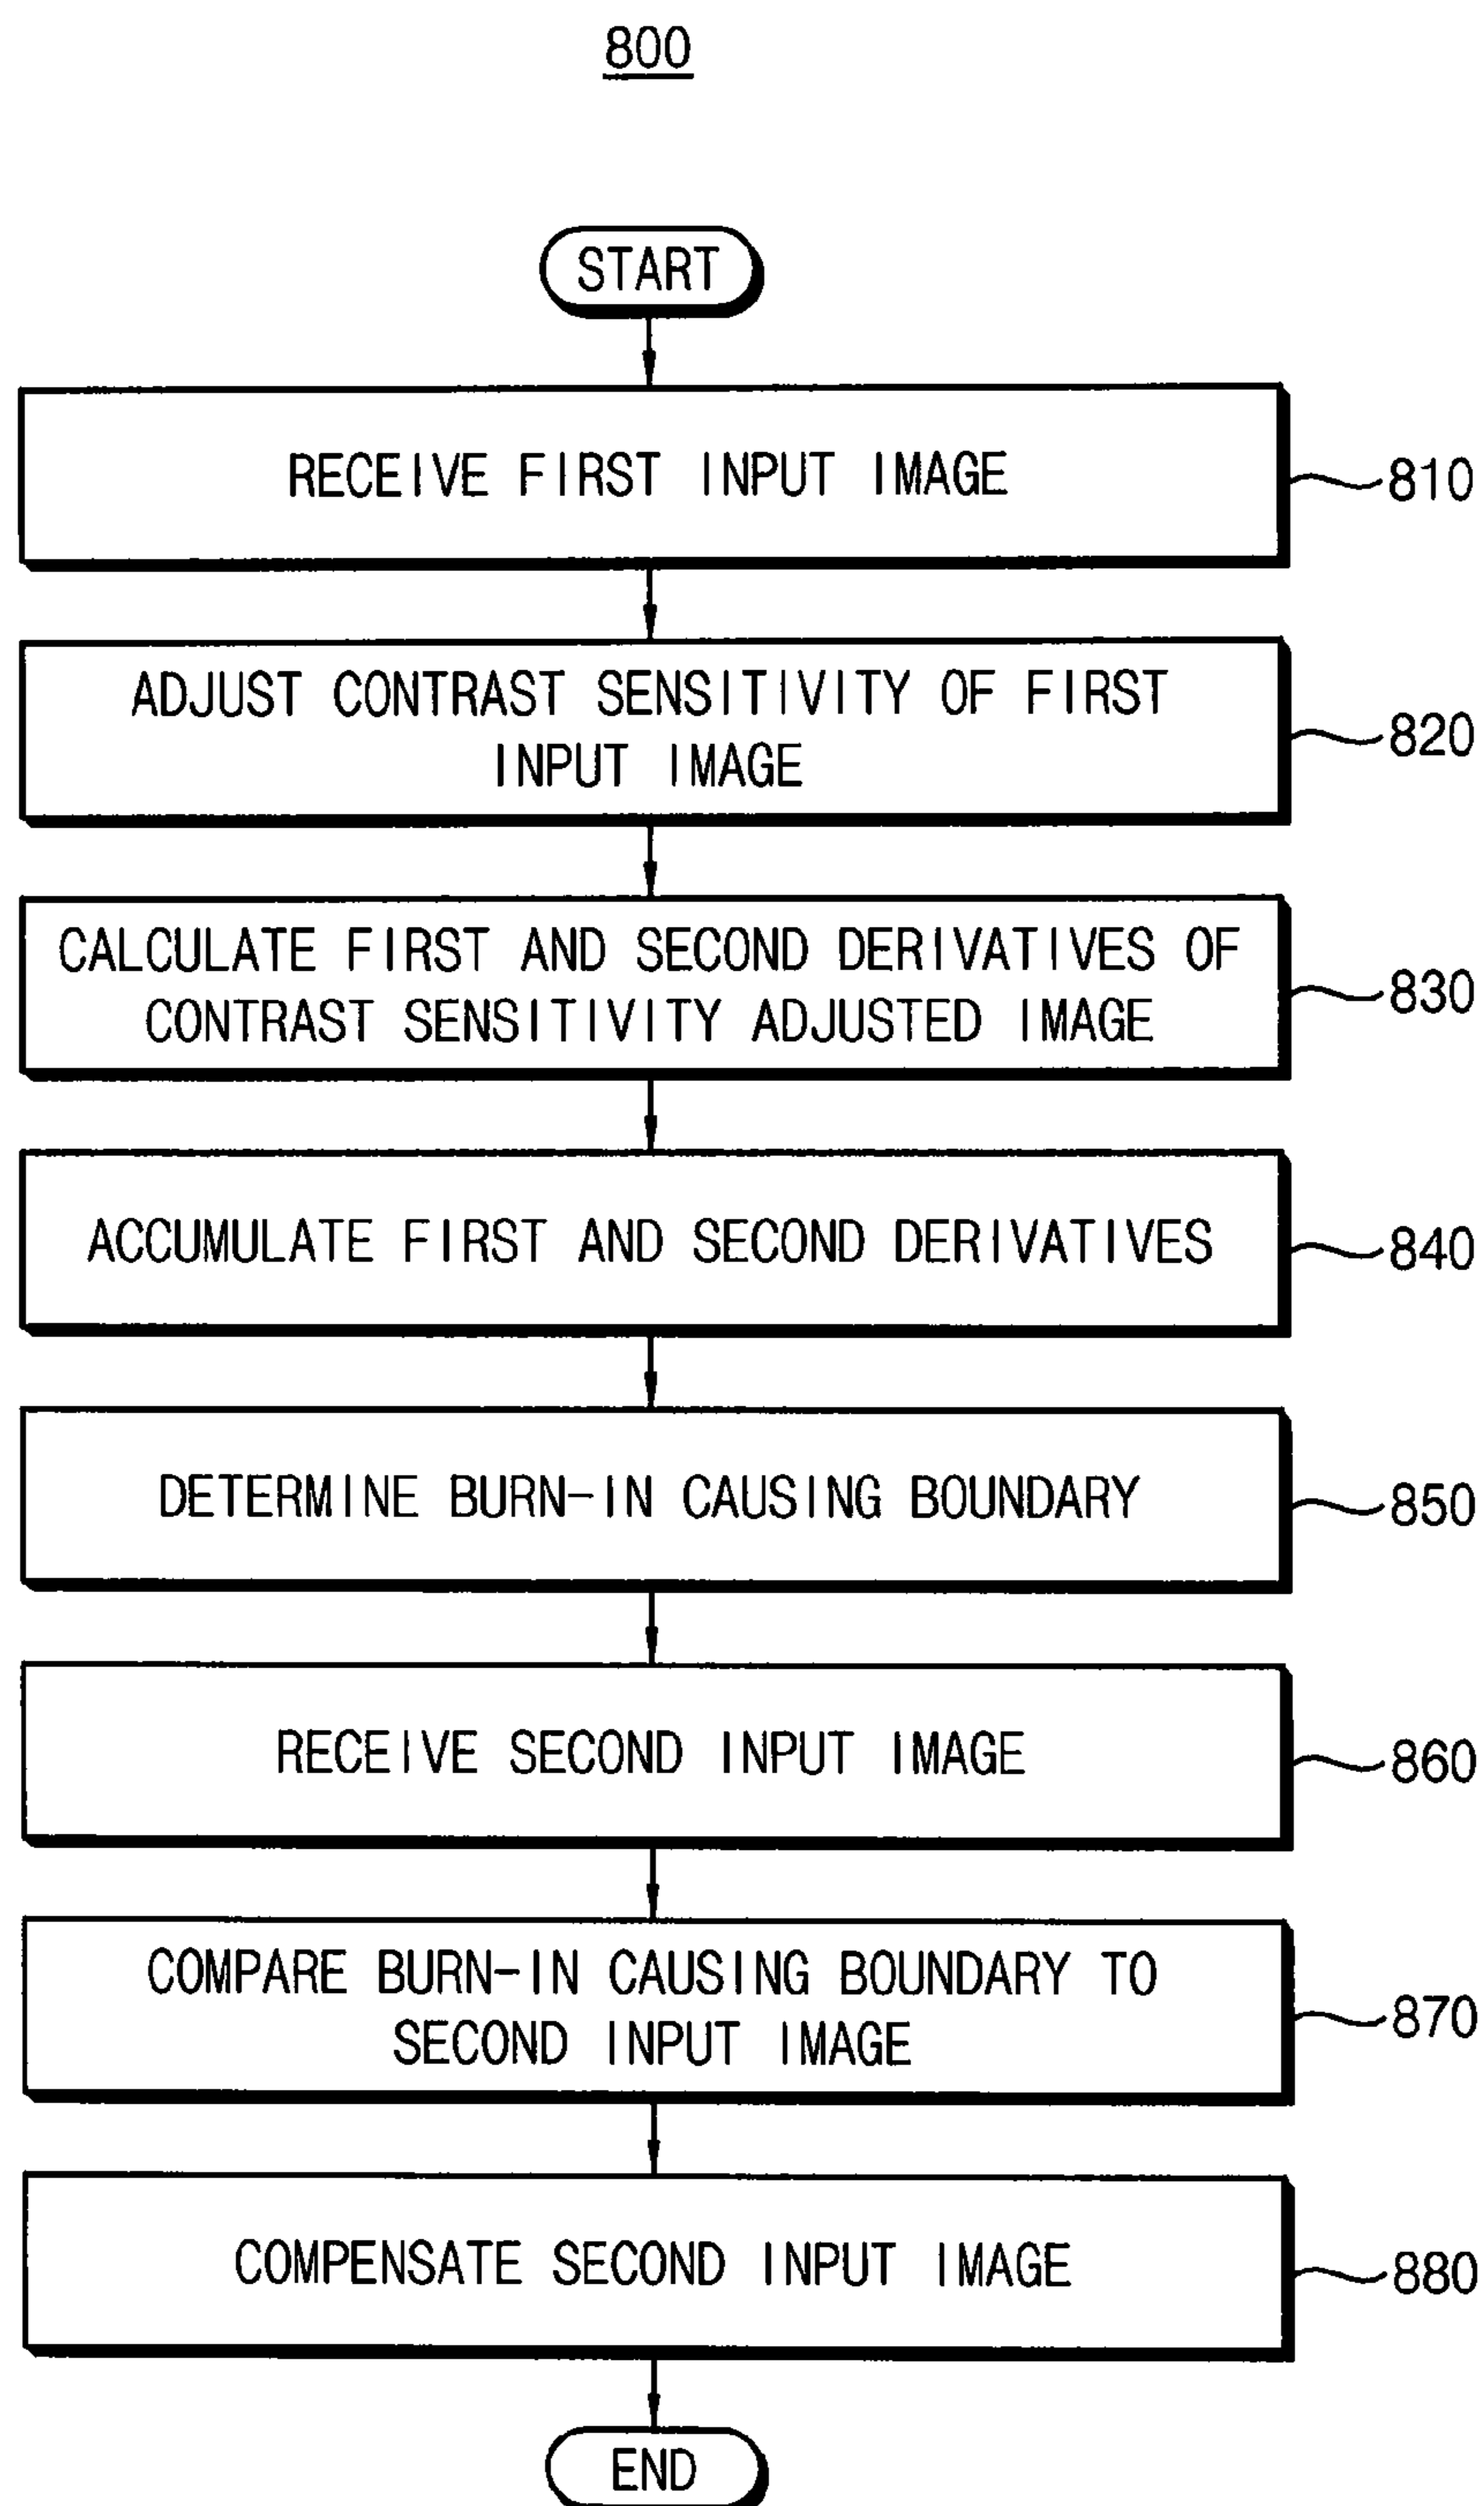 800
START
RECEIVE FIRST INPUT IMAGE
810
ADJUST CONTRAST SENSITIVITY OF FIRST
INPUT IMAGE
820
CALCULATE FIRST AND SECOND DERIVATIVES OF
CONTRAST SENSITIVITY ADJUSTED IMAGE
830
ACCUMULATE FIRST AND SECOND DERIVATIVES
840
DETERMINE BURN-IN CAUSING BOUNDARY
850
RECEIVE SECOND INPUT IMAGE
860
COMPARE BURN-IN CAUSING BOUNDARY TO
SECOND INPUT IMAGE
870
COMPENSATE SECOND INPUT IMAGE
880
END